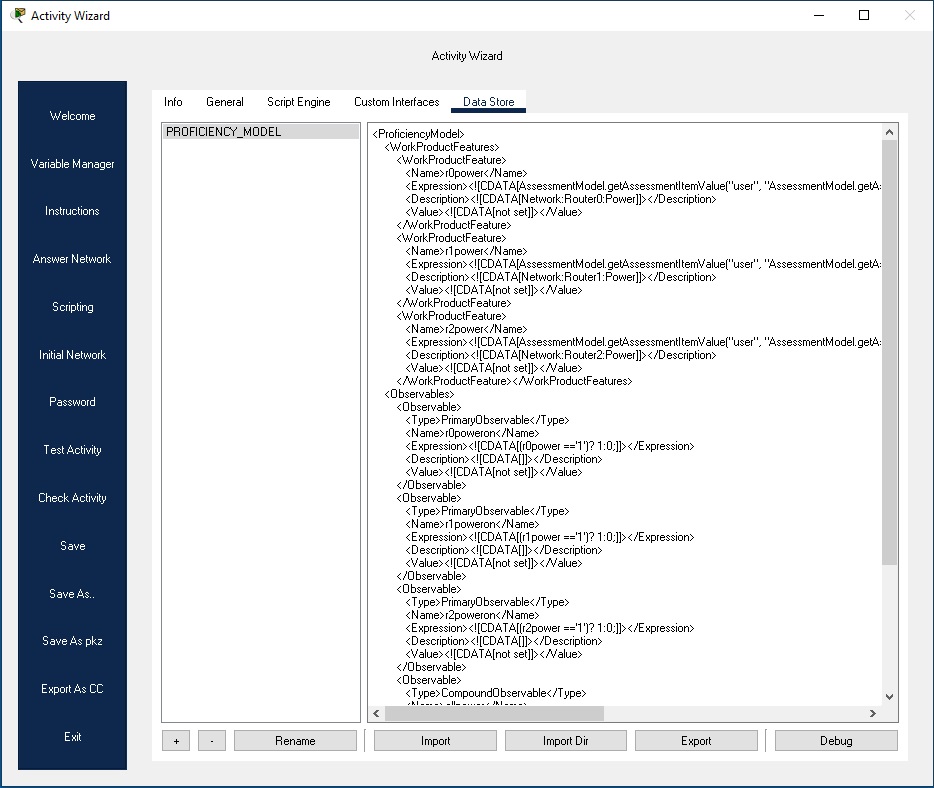 Activity Wizard
Activity Wizard
Welcome
Variable Manager
Instructions
Answer Network
Scripting
Initial Network
Password
Test Activity
Check Activity
Save
Save As..
Save As pkz
Export As CC
Exit
Info General Script Engine Custom Interfaces Data Store
PROFICIENCY_MODEL
<ProficiencyModel>
<WorkProductFeatures>
<WorkProductFeature>
<Name>r0power</Name>
<Expression><![CDATA[AssessmentModel.getAssessmentItemValue("user", "AssessmentModel.getA
<Description><![CDATA[Network:Router0:Power]]></Description>
<Value><![CDATA[not set]]></Value>
</WorkProductFeature>
<WorkProductFeature>
<Name>r1power</Name>
<Expression><![CDATA[AssessmentModel.getAssessmentItemValue("user", "AssessmentModel.getA
<Description><![CDATA[Network:Router1:Power]]></Description>
<Value><![CDATA[not set]]></Value>
</WorkProductFeature>
<WorkProductFeature>
<Name>r2power</Name>
<Expression><![CDATA[AssessmentModel.getAssessmentItemValue("user", "AssessmentModel.getA
<Description><![CDATA[Network:Router2:Power]]></Description>
<Value><![CDATA[not set]]></Value>
</WorkProductFeature></WorkProductFeatures>
<Observables>
<Observable>
<Type>PrimaryObservable</Type>
<Name>r0poweron</Name>
<Expression><![CDATA[(r0power =='1')? 1:0;]]></Expression>
<Description><![CDATA[]]></Description>
<Value><![CDATA[not set]]></Value>
</Observable>
<Observable>
<Type>PrimaryObservable</Type>
<Name>r1poweron</Name>
<Expression><![CDATA[(r1power =='1')? 1:0;]]></Expression>
<Description><![CDATA[]]></Description>
<Value><![CDATA[not set]]></Value>
</Observable>
<Observable>
<Type>PrimaryObservable</Type>
<Name>r2poweron</Name>
<Expression><![CDATA[(r2power =='1')? 1:0;]]></Expression>
<Description><![CDATA[]]></Description>
<Value><![CDATA[not set]]></Value>
</Observable>
<Observable>
<Type>CompoundObservable</Type>
<Name>allpower</Name>
+ - Rename Import Import Dir Export Debug